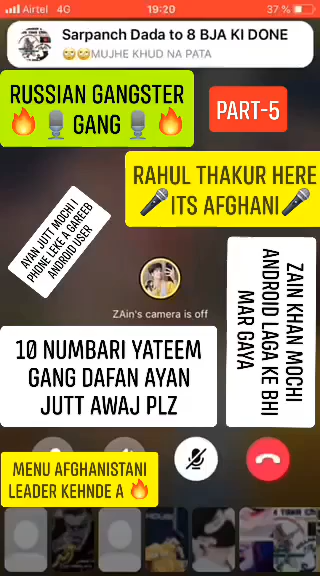 Airtel 4G 19:20 37 %
Sarpanch Dada to 8 BJA KI DONE
🙄🙄MUJHE KHUD NA PATA
RUSSIAN GANGSTER
🔥🎙️GANG🎙️🔥
PART-5
RAHUL THAKUR HERE
🎤ITS AFGHANI🎤
AYAN JUTT MOCHI I
PHONE LEKE A GAREEB
ANDROID USER
ZAIN KHAN MOCHI
ANDROID LAGA KE BHI
MAR GAYA
ZAin's camera is off
10 NUMBARI YATEEM
GANG DAFAN AYAN
JUTT AWAJ PLZ
MENU AFGHANISTANI
LEADER KEHNDE A 🔥